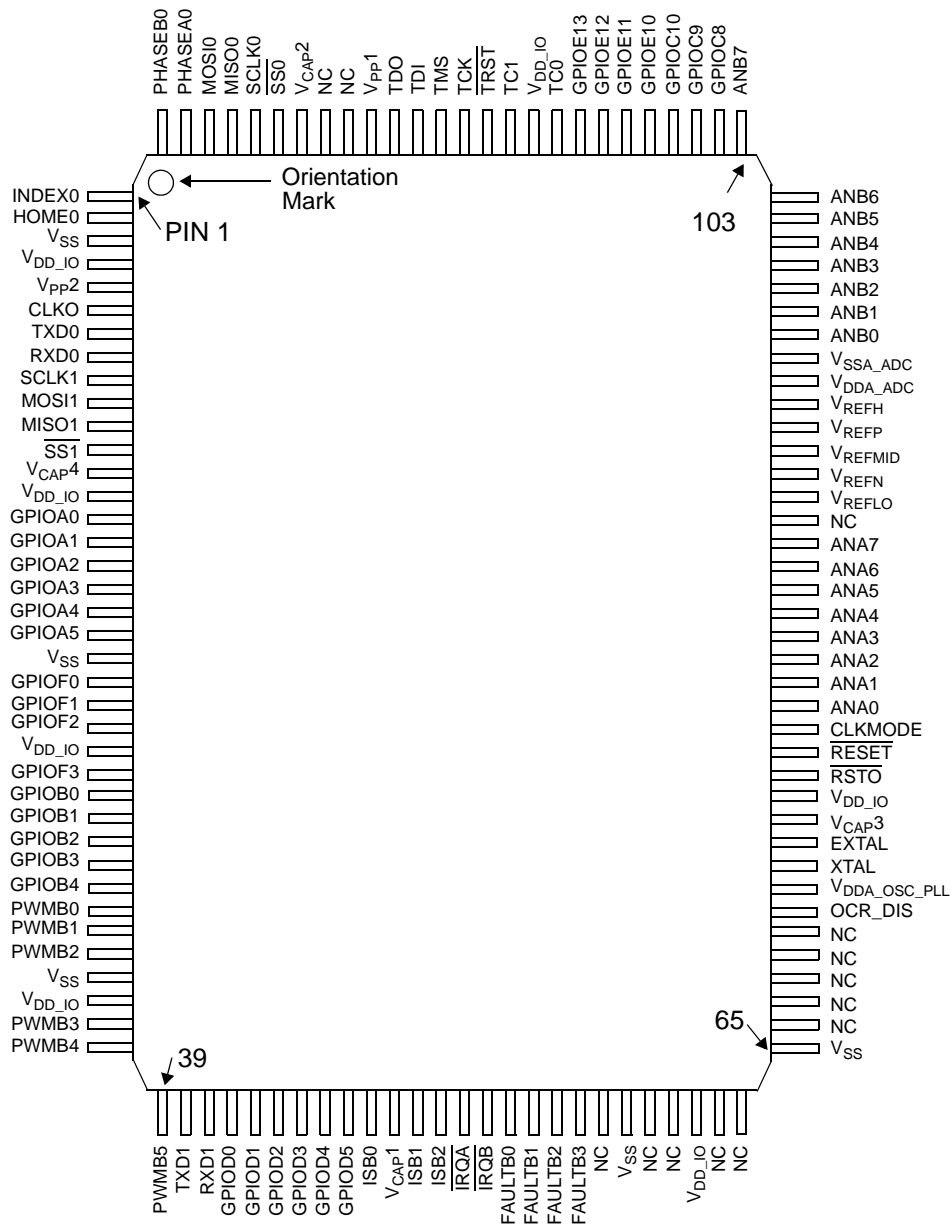 PHASEB0
PHASEA0
MOSI0
MISO0
SCLK0
SS0
VCAP2
NC
NC
VPP1
TDO
TDI
TMS
TCK
TRST
TC1
VDD_IO
TC0
GPIOE13
GPIOE12
GPIOE11
GPIOE10
GPIOC10
GPIOC9
GPIOC8
ANB7
Orientation
Mark
PIN 1
103
INDEX0
HOME0
VSS
VDD_IO
VPP2
CLKO
TXD0
RXD0
SCLK1
MOSI1
MISO1
SS1
VCAP4
VDD_IO
GPIOA0
GPIOA1
GPIOA2
GPIOA3
GPIOA4
GPIOA5
VSS
GPIOF0
GPIOF1
GPIOF2
VDD_IO
GPIOF3
GPIOB0
GPIOB1
GPIOB2
GPIOB3
GPIOB4
PWMB0
PWMB1
PWMB2
VSS
VDD_IO
PWMB3
PWMB4
ANB6
ANB5
ANB4
ANB3
ANB2
ANB1
ANB0
VSSA_ADC
VDDA_ADC
VREFH
VREFP
VREFMID
VREFN
VREFLO
NC
ANA7
ANA6
ANA5
ANA4
ANA3
ANA2
ANA1
ANA0
CLKMODE
RESET
RSTO
VDD_IO
VCAP3
EXTAL
XTAL
VDDA_OSC_PLL
OCR_DIS
NC
NC
NC
NC
NC
VSS
39
65
PWMB5
TXD1
RXD1
GPIOD0
GPIOD1
GPIOD2
GPIOD3
GPIOD4
GPIOD5
ISB0
VCAP1
ISB1
ISB2
IRQA
IRQB
FAULTB0
FAULTB1
FAULTB2
FAULTB3
NC
VSS
NC
NC
VDD_IO
NC
NC